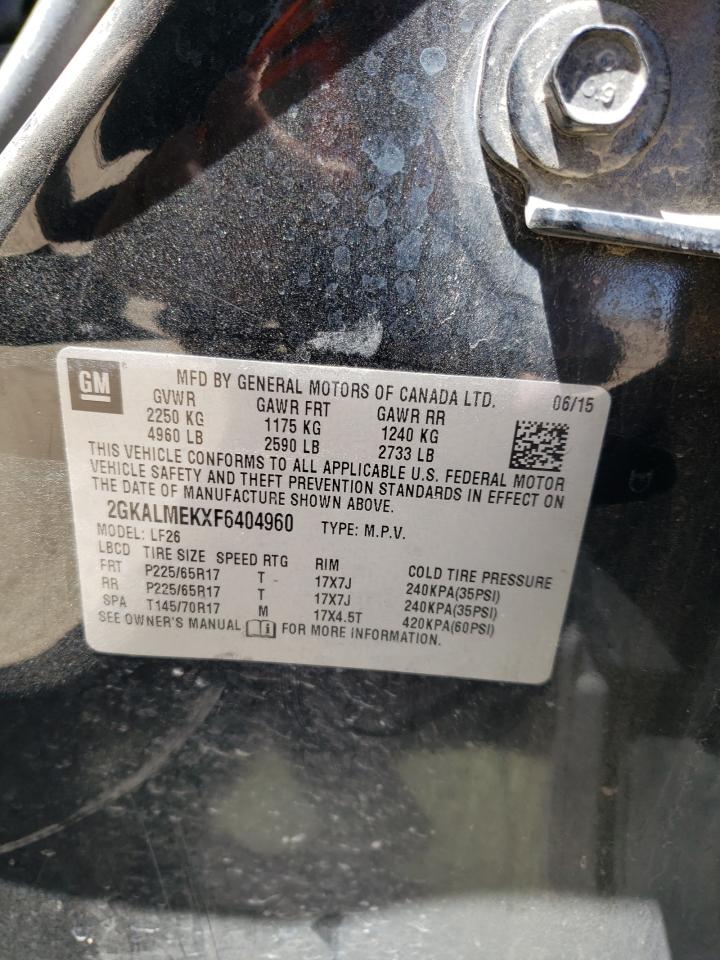 GM MFD BY GENERAL MOTORS OF CANADA LTD. 06/15
GVWR GAWR FRT GAWR RR
2250 KG 1175 KG 1240 KG
4960 LB 2590 LB 2733 LB
THIS VEHICLE CONFORMS TO ALL APPLICABLE U.S. FEDERAL MOTOR
VEHICLE SAFETY AND THEFT PREVENTION STANDARDS IN EFFECT ON
THE DATE OF MANUFACTURE SHOWN ABOVE.
2GKALMEKXF6404960 TYPE: M.P.V.
MODEL: LF26
LBCD TIRE SIZE SPEED RTG RIM COLD TIRE PRESSURE
FRT P225/65R17 T 17X7J 240KPA(35PSI)
RR P225/65R17 T 17X7J 240KPA(35PSI)
SPA T145/70R17 M 17X4.5T 420KPA(60PSI)
SEE OWNER'S MANUAL FOR MORE INFORMATION.